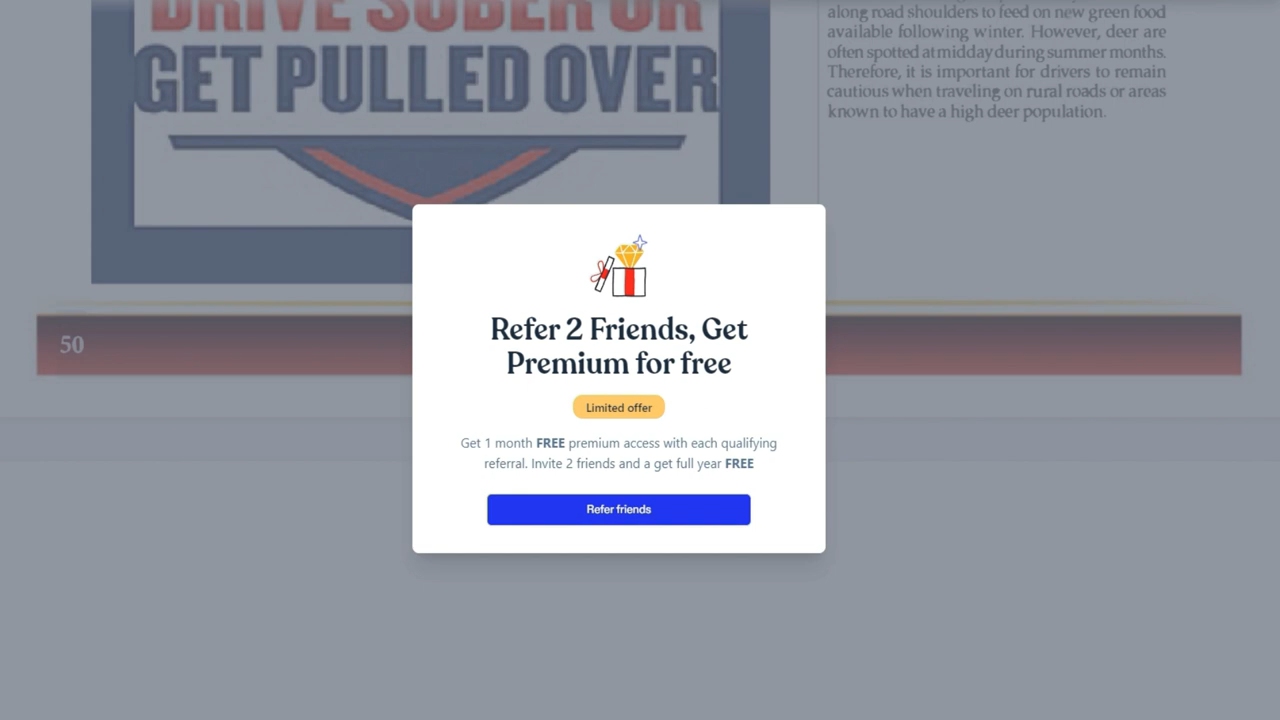 DRIVE SOBER OR
GET PULLED OVER
along road shoulders to feed on new green food
available following winter. However, deer are
often spotted at midday during summer months.
Therefore, it is important for drivers to remain
cautious when traveling on rural roads or areas
known to have a high deer population.
50
Refer 2 Friends, Get
Premium for free
Limited offer
Get 1 month FREE premium access with each qualifying
referral. Invite 2 friends and a get full year FREE
Refer friends